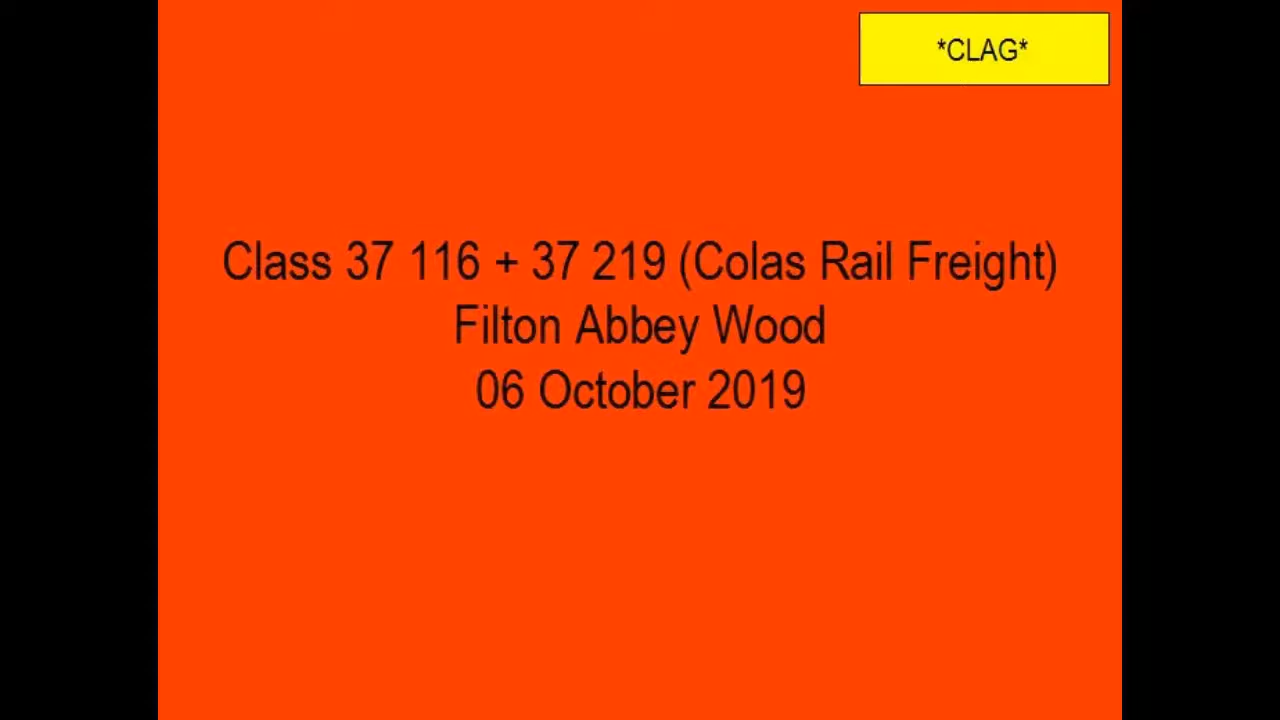 *CLAG*
Class 37 116 + 37 219 (Colas Rail Freight)
Filton Abbey Wood
06 October 2019